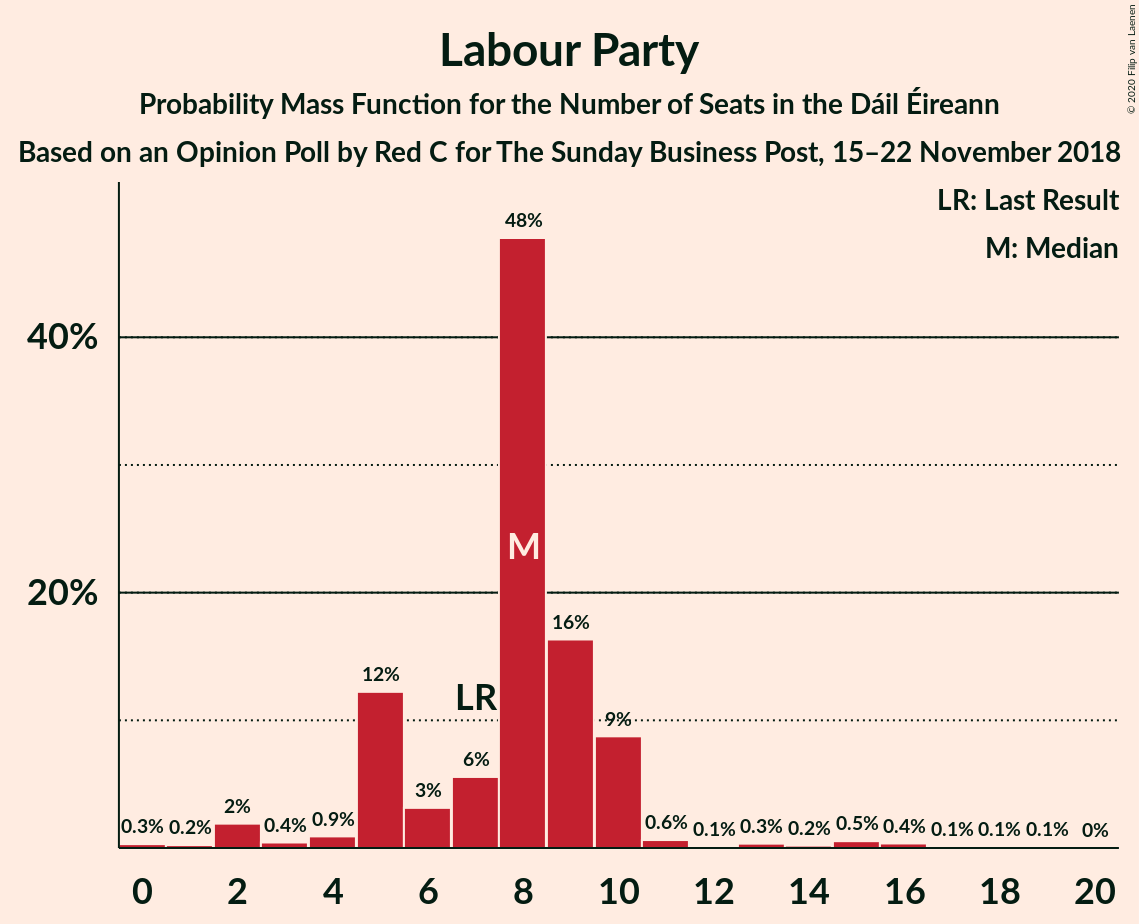 Labour Party
Probability Mass Function for the Number of Seats in the Dáil Éireann
Based on an Opinion Poll by Red C for The Sunday Business Post, 15–22 November 2018
© 2020 Filip van Laenen
LR: Last Result
M: Median
48%
40%
M
20%
16%
12%
LR
9%
6%
3%
2%
0.3% 0.2% 0.4% 0.9% 0.6% 0.1% 0.3% 0.2% 0.5% 0.4% 0.1% 0.1% 0.1% 0%
0 2 4 6 8 10 12 14 16 18 20